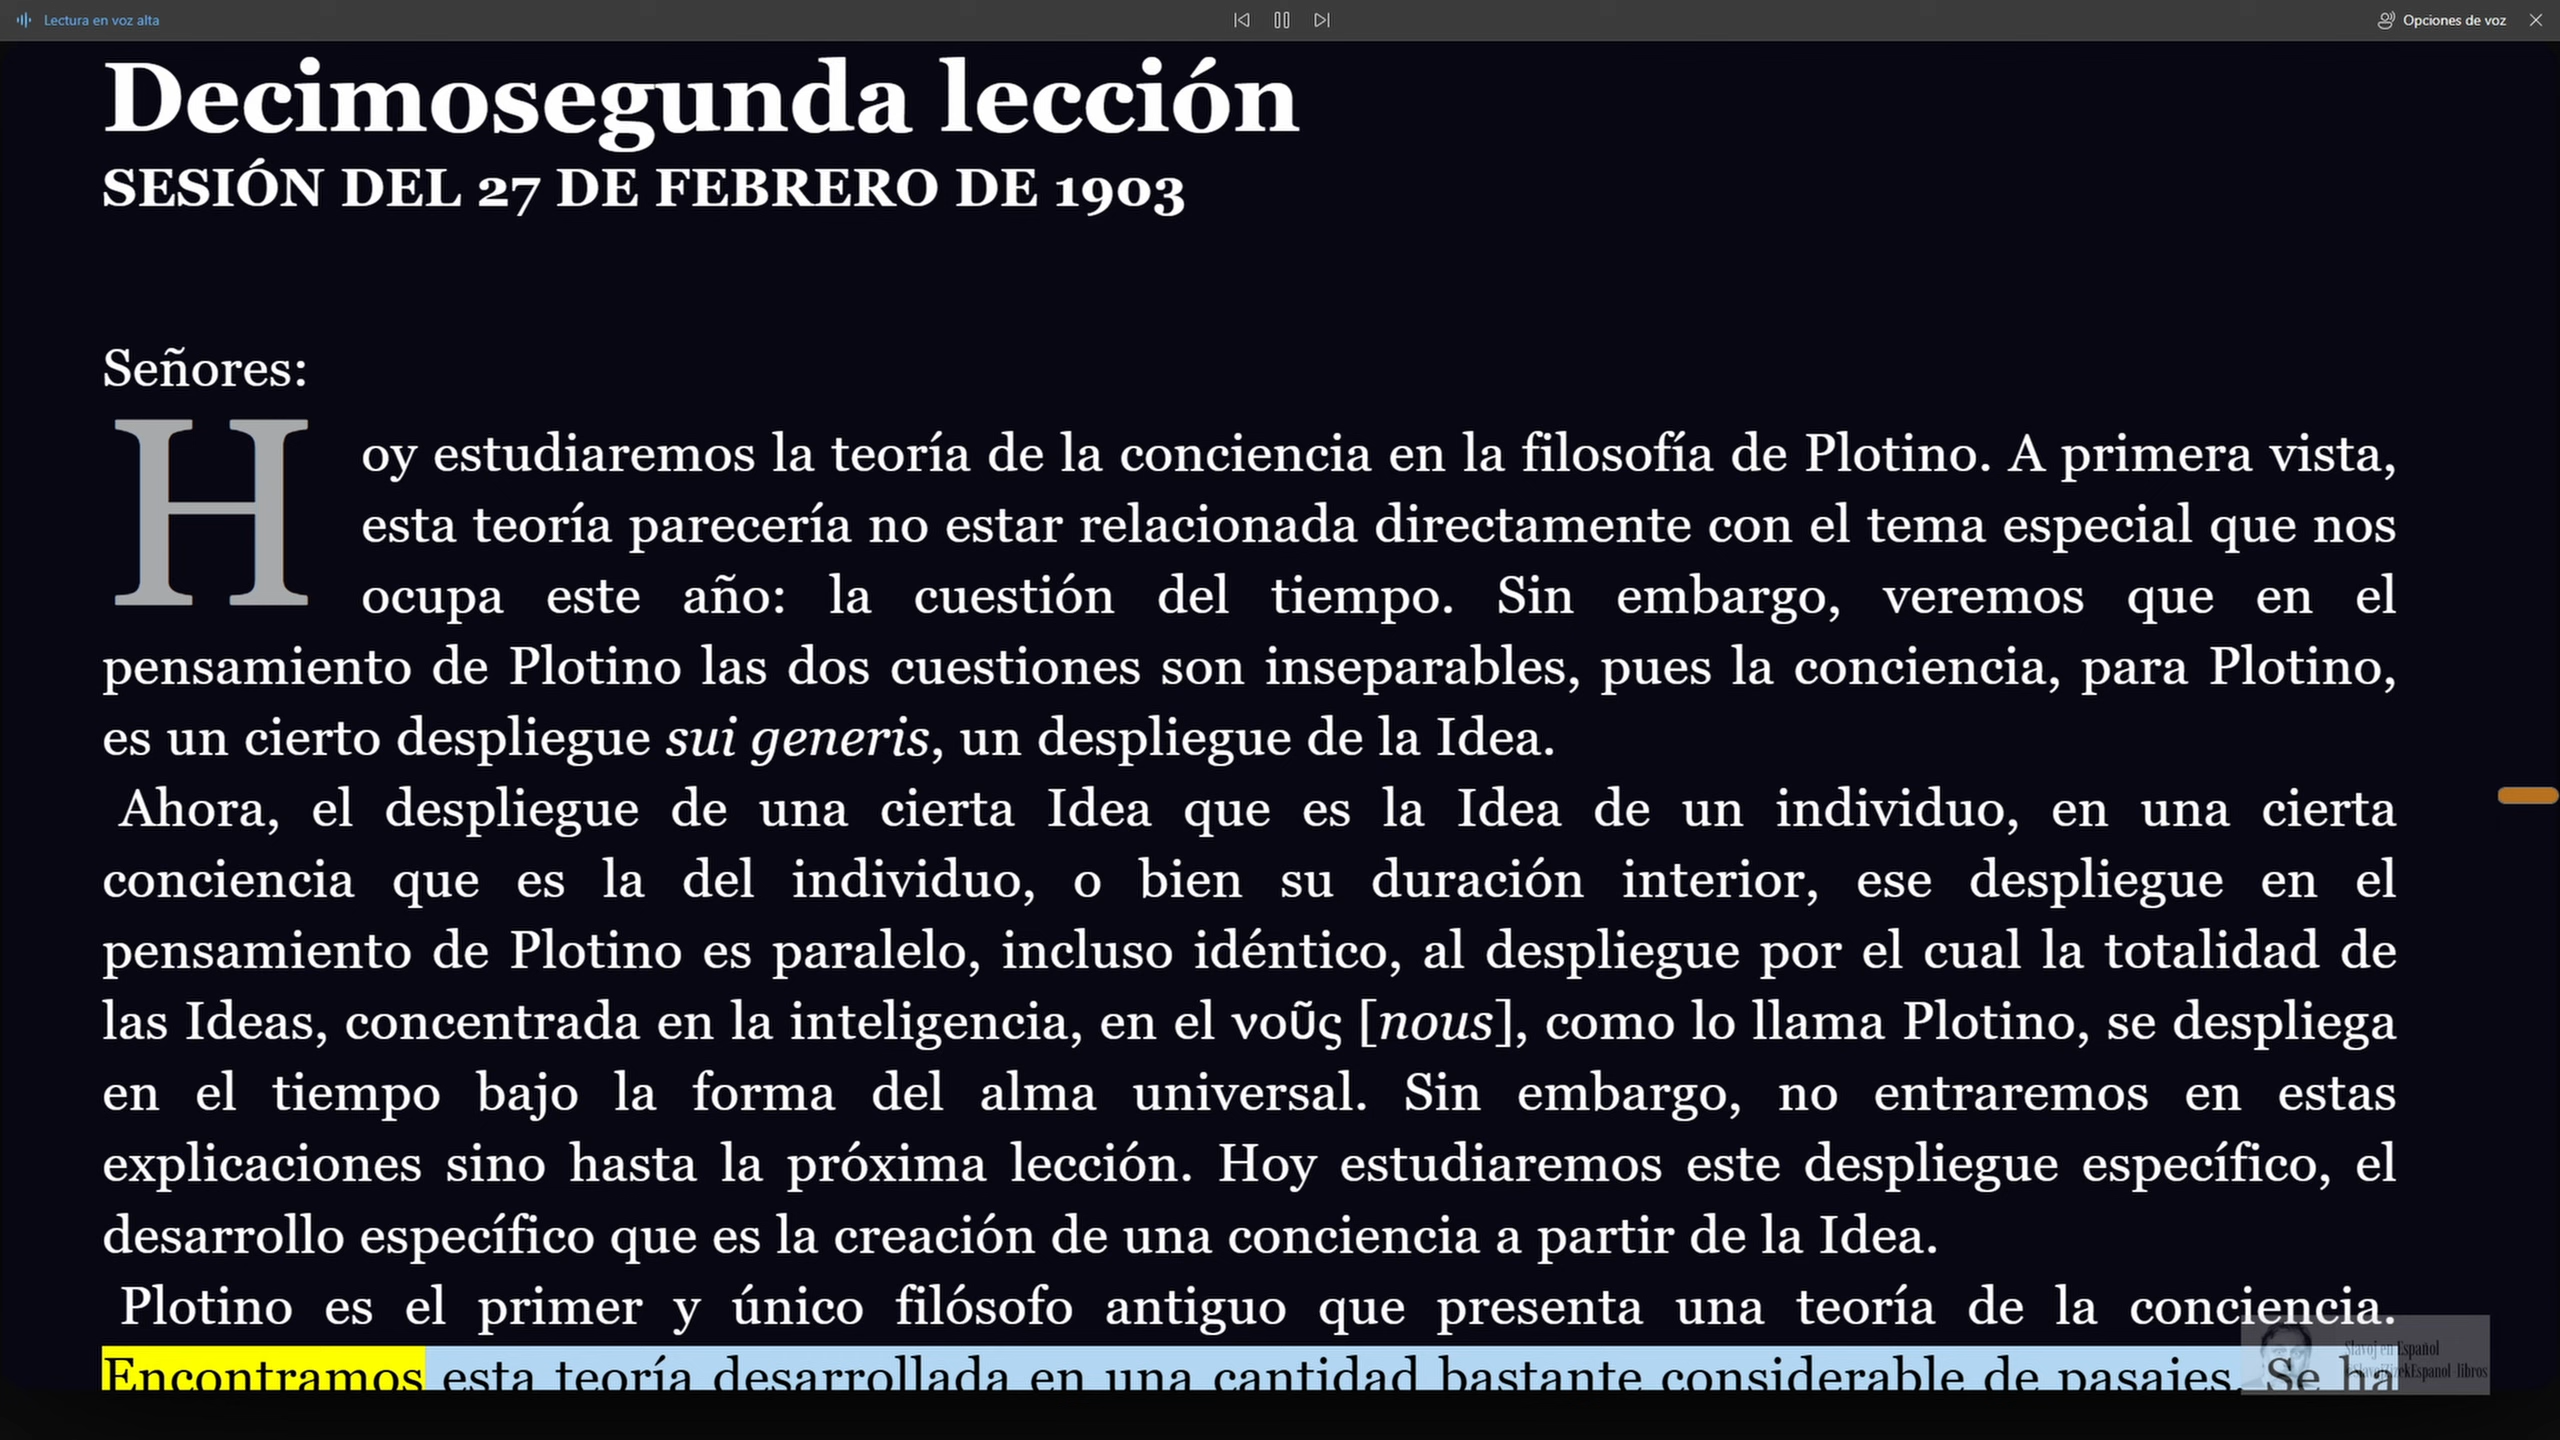 Lectura en voz alta
Opciones de voz
Decimosegunda lección
SESIÓN DEL 27 DE FEBRERO DE 1903
Señores:
Hoy estudiaremos la teoría de la conciencia en la filosofía de Plotino. A primera vista,
esta teoría parecería no estar relacionada directamente con el tema especial que nos
ocupa este año: la cuestión del tiempo. Sin embargo, veremos que en el
pensamiento de Plotino las dos cuestiones son inseparables, pues la conciencia, para Plotino,
es un cierto despliegue sui generis, un despliegue de la Idea.
Ahora, el despliegue de una cierta Idea que es la Idea de un individuo, en una cierta
conciencia que es la del individuo, o bien su duración interior, ese despliegue en el
pensamiento de Plotino es paralelo, incluso idéntico, al despliegue por el cual la totalidad de
las Ideas, concentrada en la inteligencia, en el νοῦς [nous], como lo llama Plotino, se despliega
en el tiempo bajo la forma del alma universal. Sin embargo, no entraremos en estas
explicaciones sino hasta la próxima lección. Hoy estudiaremos este despliegue específico, el
desarrollo específico que es la creación de una conciencia a partir de la Idea.
Plotino es el primer y único filósofo antiguo que presenta una teoría de la conciencia.
Encontramos esta teoría desarrollada en una cantidad bastante considerable de pasajes. Se ha
Slavoj en Español